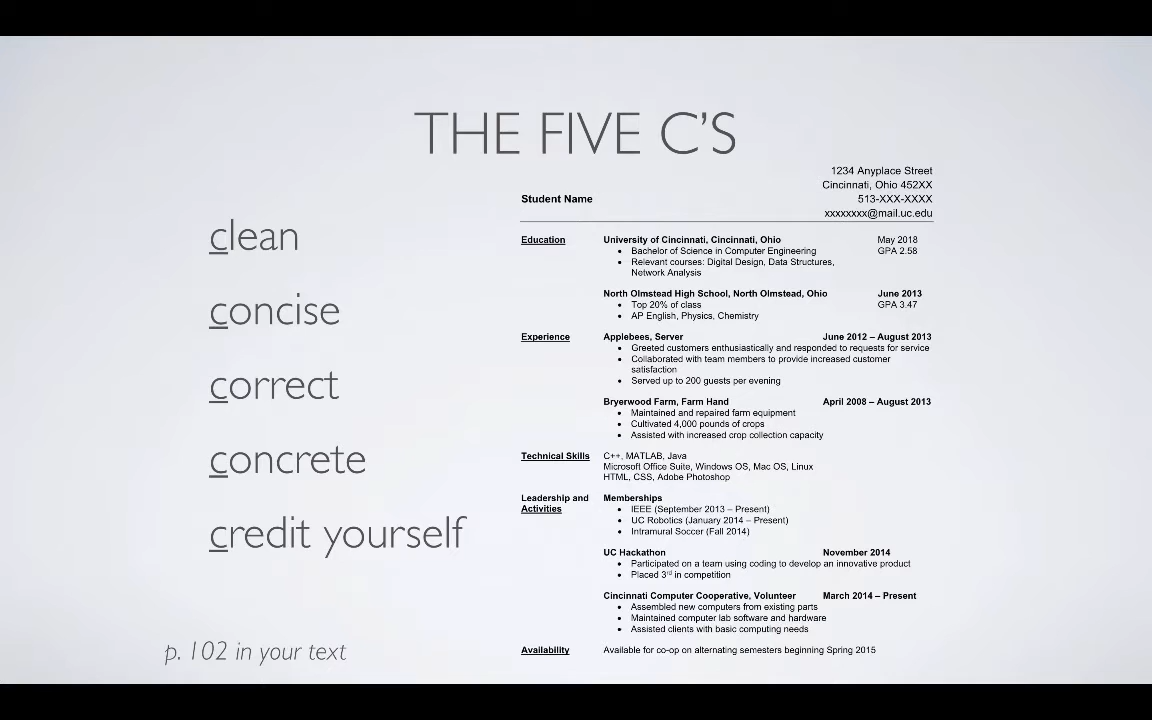 THE FIVE C'S
clean
concise
correct
concrete
credit yourself
p. 102 in your text
1234 Anyplace Street
Cincinnati, Ohio 452XX
Student Name 513-XXX-XXXX
xxxxxxxx@mail.uc.edu
Education University of Cincinnati, Cincinnati, Ohio May 2018
• Bachelor of Science in Computer Engineering GPA 2.58
• Relevant courses: Digital Design, Data Structures,
Network Analysis
North Olmstead High School, North Olmstead, Ohio June 2013
• Top 20% of class GPA 3.47
• AP English, Physics, Chemistry
Experience Applebees, Server June 2012 – August 2013
• Greeted customers enthusiastically and responded to requests for service
• Collaborated with team members to provide increased customer
satisfaction
• Served up to 200 guests per evening
Bryerwood Farm, Farm Hand April 2008 – August 2013
• Maintained and repaired farm equipment
• Cultivated 4,000 pounds of crops
• Assisted with increased crop collection capacity
Technical Skills C++, MATLAB, Java
Microsoft Office Suite, Windows OS, Mac OS, Linux
HTML, CSS, Adobe Photoshop
Leadership and Memberships
Activities • IEEE (September 2013 – Present)
• UC Robotics (January 2014 – Present)
• Intramural Soccer (Fall 2014)
UC Hackathon November 2014
• Participated on a team using coding to develop an innovative product
• Placed 3rd in competition
Cincinnati Computer Cooperative, Volunteer March 2014 – Present
• Assembled new computers from existing parts
• Maintained computer lab software and hardware
• Assisted clients with basic computing needs
Availability Available for co-op on alternating semesters beginning Spring 2015